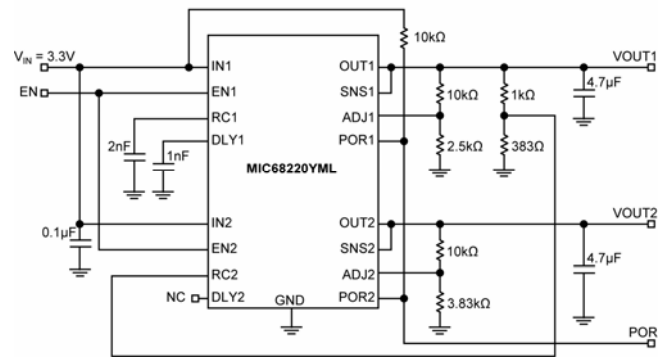 10kΩ
V_IN = 3.3V
IN1
OUT1
VOUT1
EN
EN1
SNS1
10kΩ
1kΩ
4.7µF
RC1
ADJ1
2nF
1nF
DLY1
POR1
2.5kΩ
383Ω
MIC68220YML
IN2
OUT2
VOUT2
0.1µF
EN2
SNS2
10kΩ
4.7µF
RC2
ADJ2
NC
DLY2
GND
POR2
3.83kΩ
POR